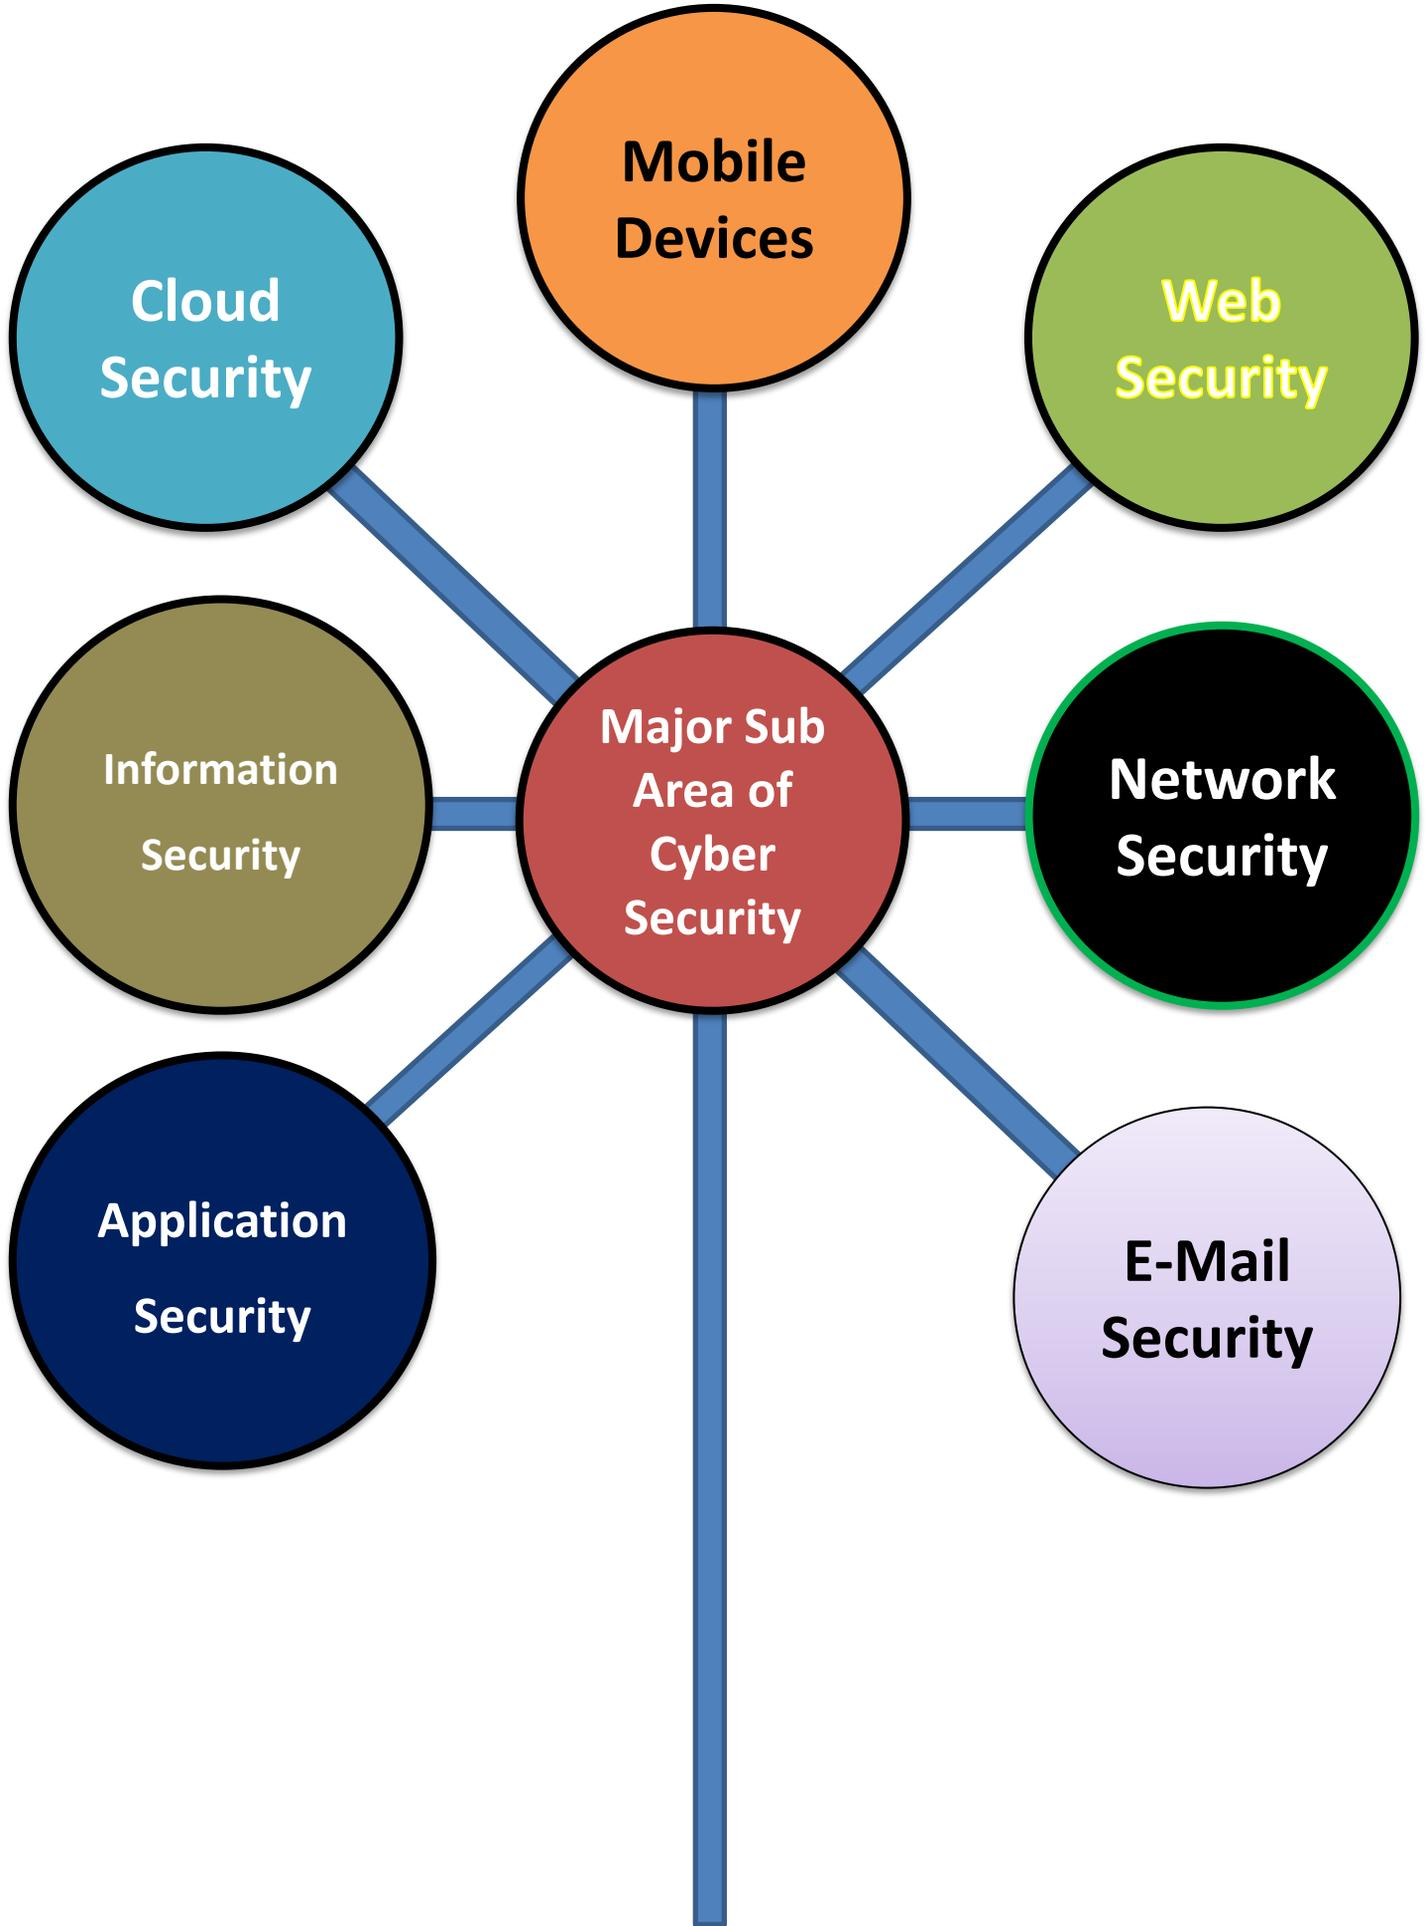 Mobile
Devices
Cloud
Security
Web
Security
Information
Security
Major Sub
Area of
Cyber
Security
Network
Security
Application
Security
E-Mail
Security